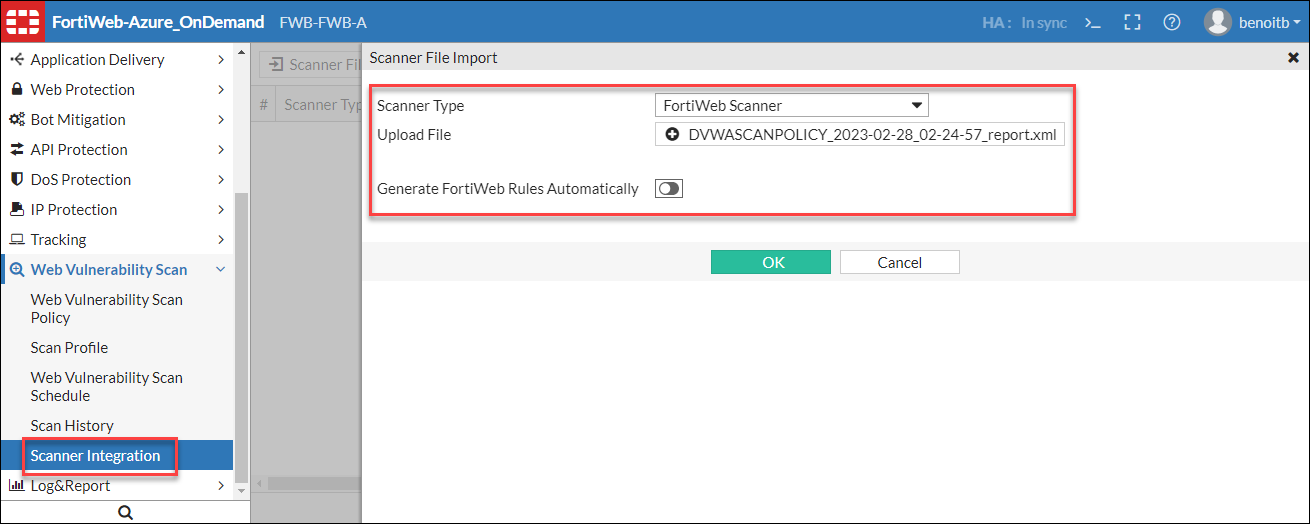 FortiWeb-Azure_OnDemand FWB-FWB-A HA : In sync benoitb
Application Delivery
Web Protection
Bot Mitigation
API Protection
DoS Protection
IP Protection
Tracking
Web Vulnerability Scan
Web Vulnerability Scan
Policy
Scan Profile
Web Vulnerability Scan
Schedule
Scan History
Scanner Integration
Log&Report
Scanner Fil
# Scanner Typ
Scanner File Import
Scanner Type FortiWeb Scanner
Upload File DVWASCANPOLICY_2023-02-28_02-24-57_report.xml
Generate FortiWeb Rules Automatically
OK Cancel